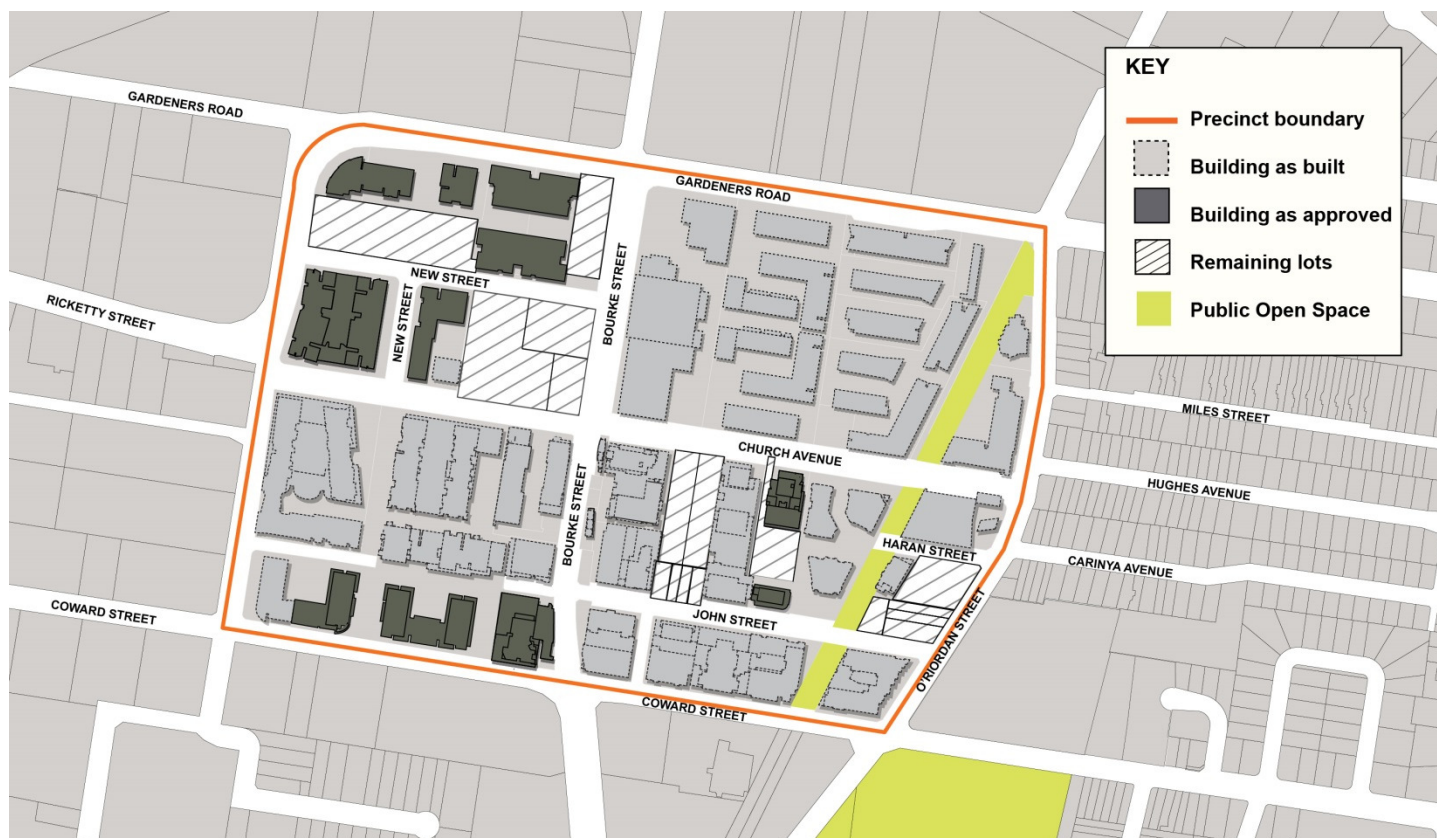 KEY
Precinct boundary
Building as built
Building as approved
Remaining lots
Public Open Space
GARDENERS ROAD
GARDENERS ROAD
BOURKE STREET
NEW STREET
NEW STREET
RICKETTY STREET
MILES STREET
CHURCH AVENUE
HUGHES AVENUE
BOURKE STREET
HARAN STREET
CARINYA AVENUE
COWARD STREET
JOHN STREET
O'RIORDAN STREET
COWARD STREET